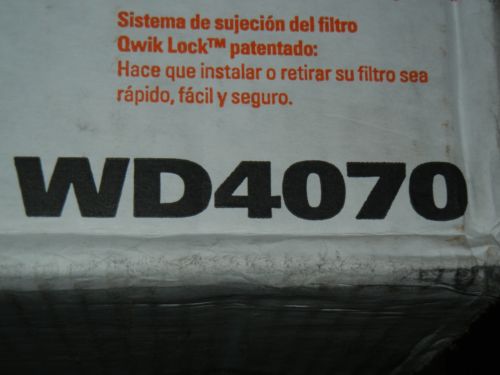 Sistema de sujeción del filtro
Qwik Lock™ patentado:
Hace que instalar o retirar su filtro sea
rápido, fácil y seguro.
WD4070